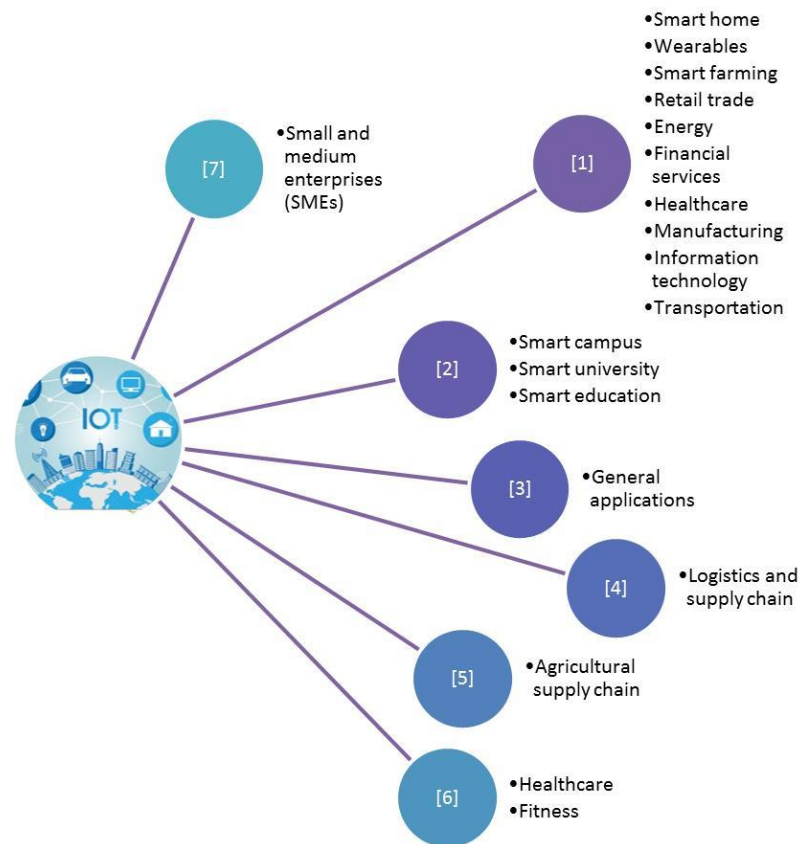 •Smart home
•Wearables
•Smart farming
•Retail trade
•Energy
•Financial
services
•Healthcare
•Manufacturing
•Information
technology
•Transportation
[1]
•Small and
medium
enterprises
(SMEs)
[7]
[2]
•Smart campus
•Smart university
•Smart education
IOT
[3]
•General
applications
[4]
•Logistics and
supply chain
[5]
•Agricultural
supply chain
[6]
•Healthcare
•Fitness